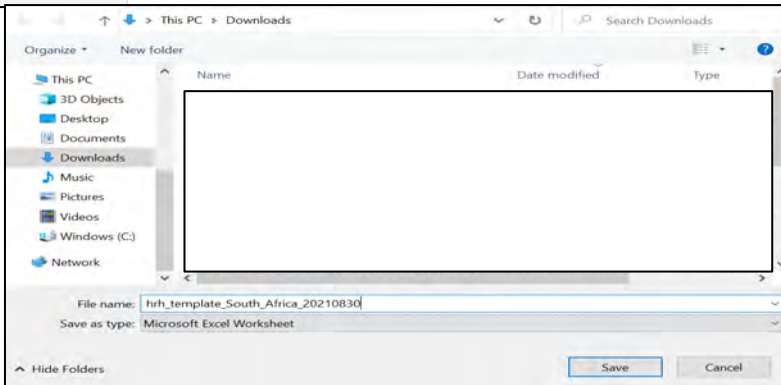 This PC > Downloads
Search Downloads
Organize
New folder
Name
Date modified
Type
This PC
3D Objects
Desktop
Documents
Downloads
Music
Pictures
Videos
Windows (C:)
Network
File name: hrh_template_South_Africa_20210830
Save as type: Microsoft Excel Worksheet
Hide Folders
Save
Cancel